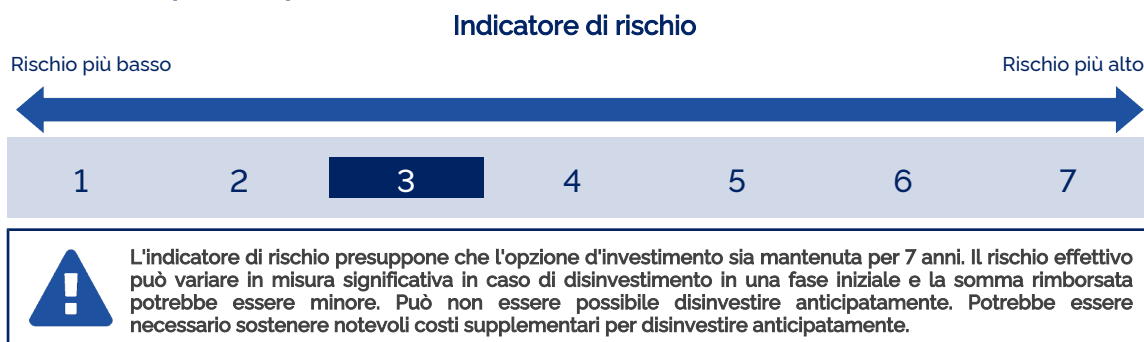 Indicatore di rischio
Rischio più basso
Rischio più alto
1 2 3 4 5 6 7
L'indicatore di rischio presuppone che l'opzione d'investimento sia mantenuta per 7 anni. Il rischio effettivo
può variare in misura significativa in caso di disinvestimento in una fase iniziale e la somma rimborsata
potrebbe essere minore. Può non essere possibile disinvestire anticipatamente. Potrebbe essere
necessario sostenere notevoli costi supplementari per disinvestire anticipatamente.